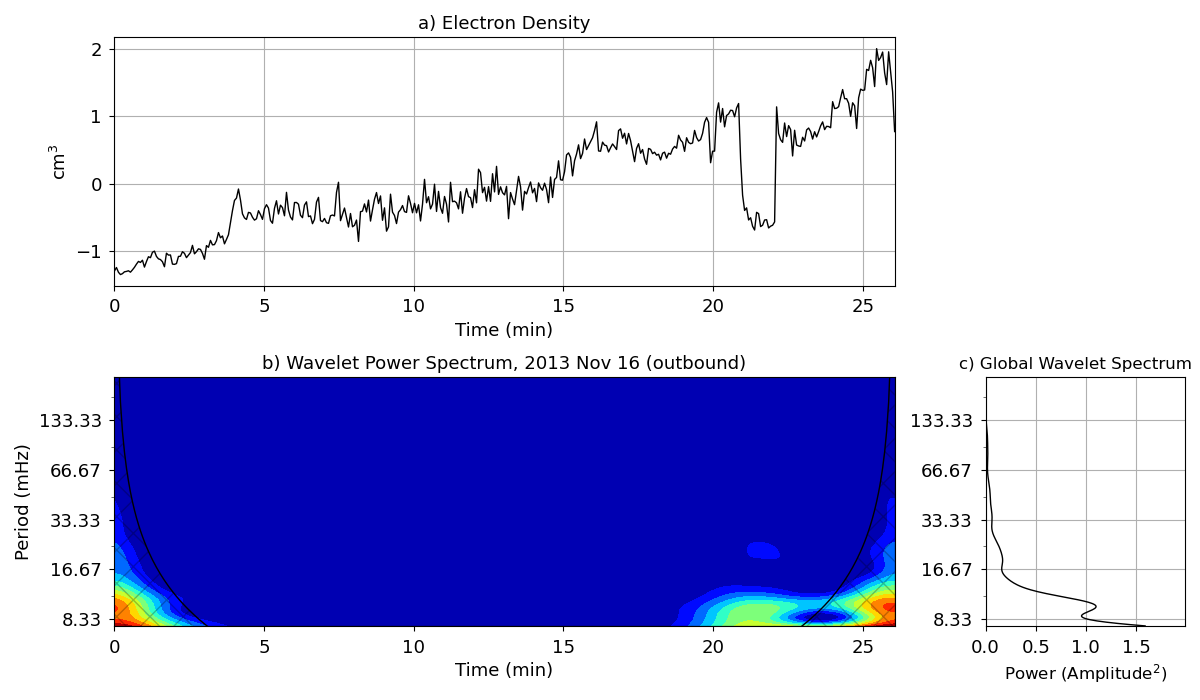 a) Electron Density
cm³
2
1
0
−1
0 5 10 15 20 25
Time (min)
b) Wavelet Power Spectrum, 2013 Nov 16 (outbound)
Period (mHz)
133.33
66.67
33.33
16.67
8.33
0 5 10 15 20 25
Time (min)
c) Global Wavelet Spectrum
133.33
66.67
33.33
16.67
8.33
0.0 0.5 1.0 1.5
Power (Amplitude²)